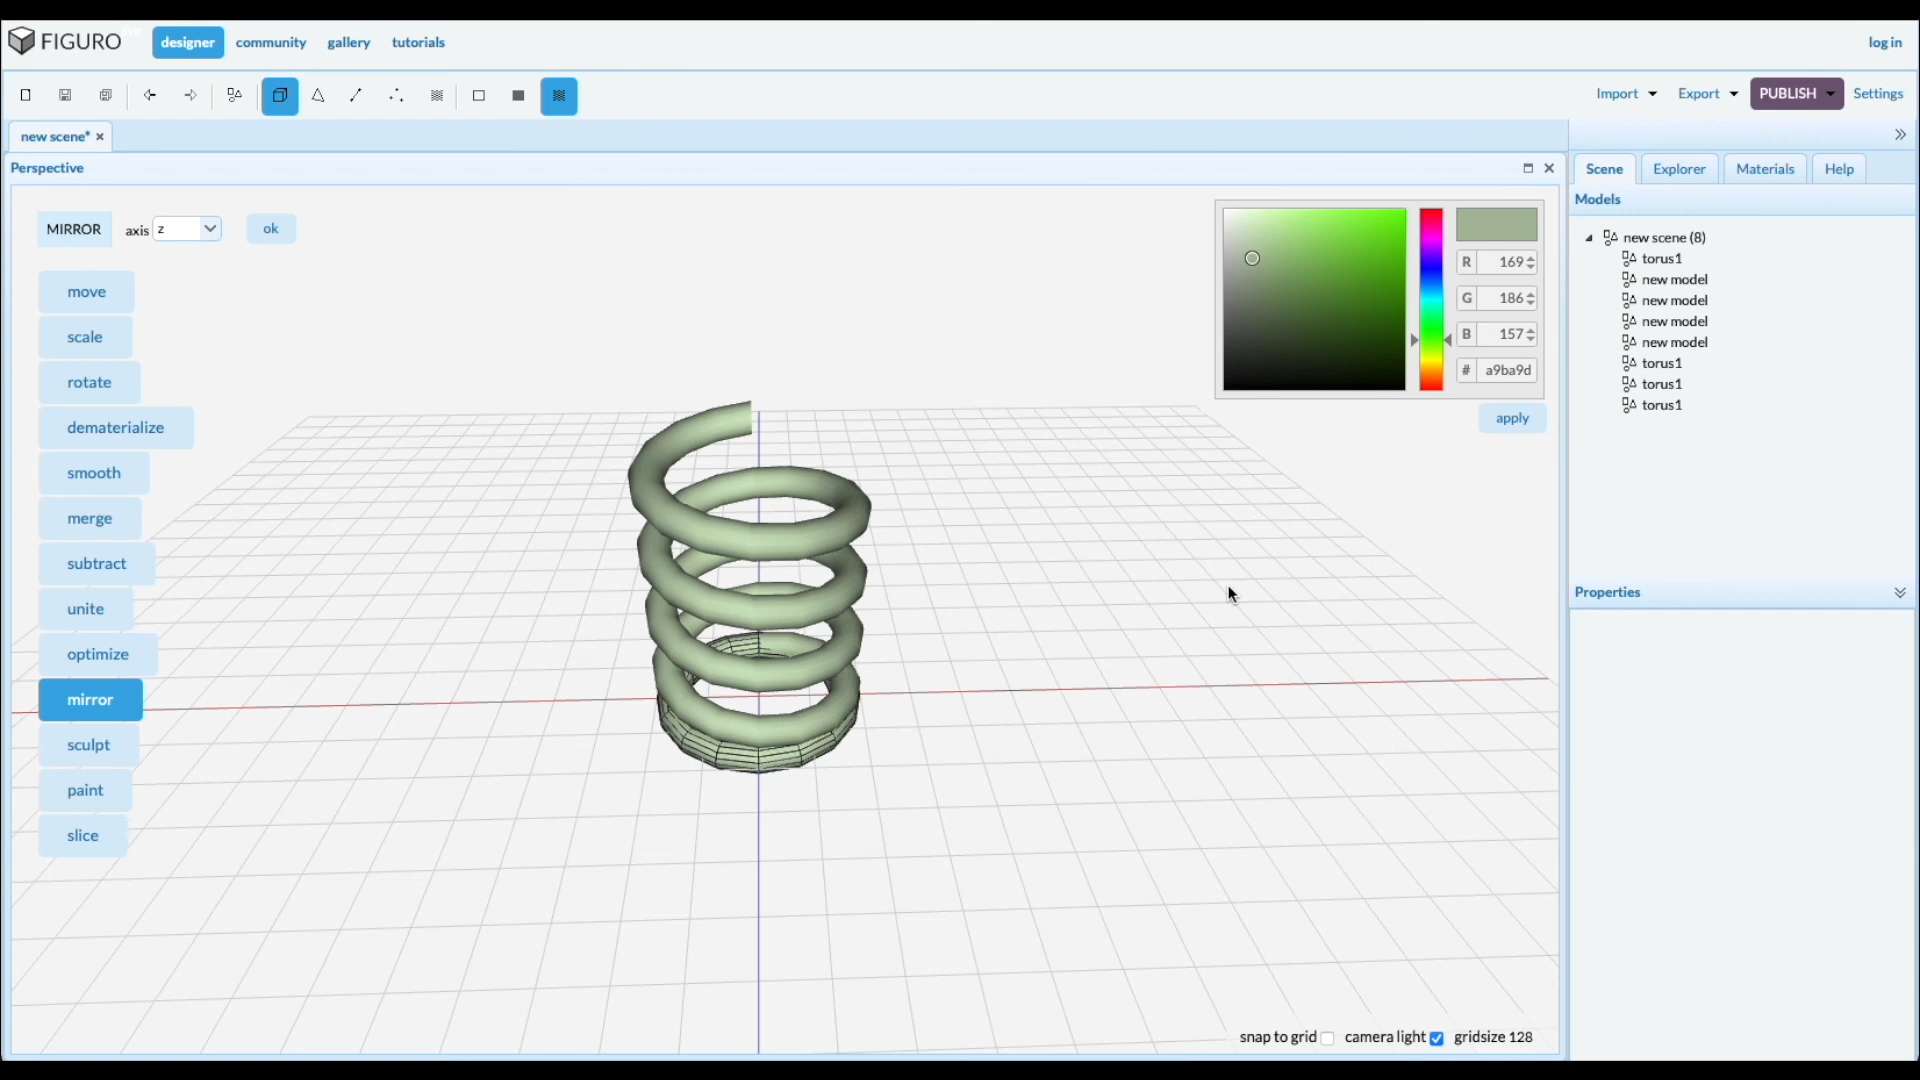 FIGURO designer community gallery tutorials log in
Import Export PUBLISH Settings
new scene*
Perspective
Scene Explorer Materials Help
Models
MIRROR axis z ok
move
scale
rotate
dematerialize
smooth
merge
subtract
unite
optimize
mirror
sculpt
paint
slice
R 169
G 186
B 157
# a9ba9d
apply
new scene (8)
torus1
new model
new model
new model
new model
torus1
torus1
torus1
Properties
snap to grid camera light gridsize 128